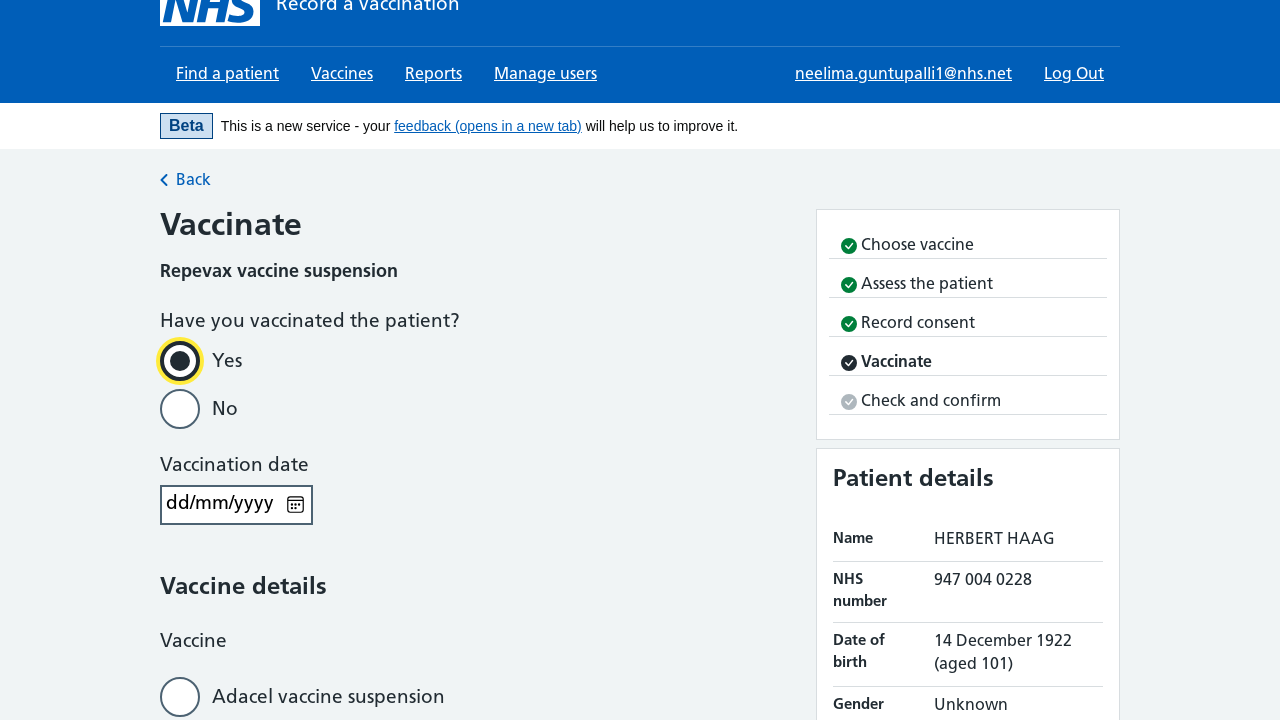 NHS Record a vaccination
Find a patient Vaccines Reports Manage users neelima.guntupalli1@nhs.net Log Out
Beta This is a new service - your feedback (opens in a new tab) will help us to improve it.
Back
Vaccinate
Repevax vaccine suspension
Have you vaccinated the patient?
Yes
No
Vaccination date
dd/mm/yyyy
Vaccine details
Vaccine
Adacel vaccine suspension
Choose vaccine
Assess the patient
Record consent
Vaccinate
Check and confirm
Patient details
Name HERBERT HAAG
NHS number 947 004 0228
Date of birth 14 December 1922 (aged 101)
Gender Unknown